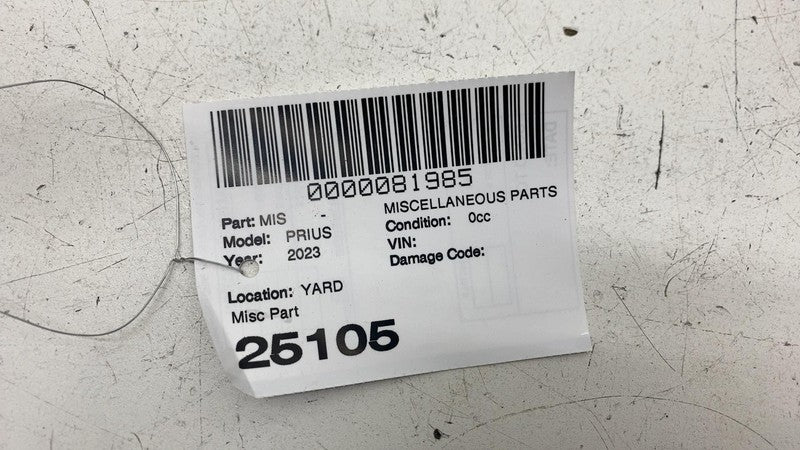 0000081985
Part: MIS - MISCELLANEOUS PARTS
Model: PRIUS Condition: 0cc
Year: 2023 VIN:
Damage Code:
Location: YARD
Misc Part
25105